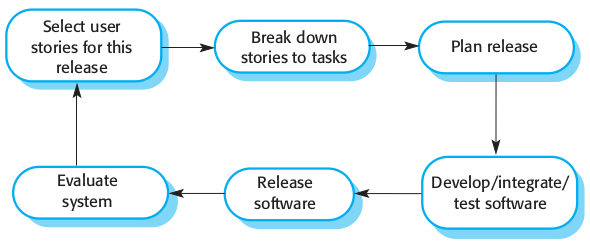 Select user
stories for this
release
Break down
stories to tasks
Plan release
Evaluate
system
Release
software
Develop/integrate/
test software